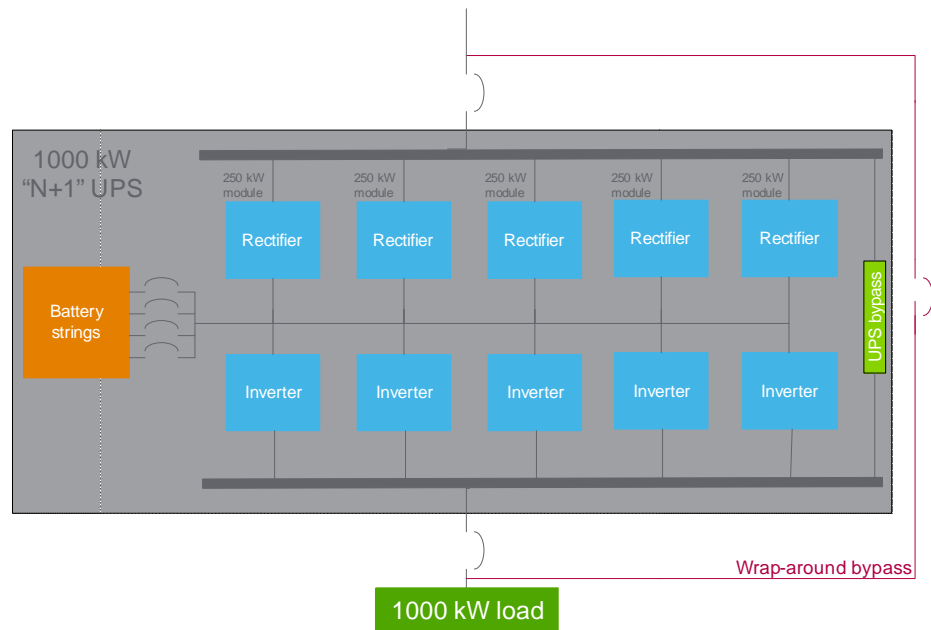 1000 kW
“N+1” UPS
250 kW
module
250 kW
module
250 kW
module
250 kW
module
250 kW
module
Rectifier
Rectifier
Rectifier
Rectifier
Rectifier
Battery
strings
UPS bypass
Inverter
Inverter
Inverter
Inverter
Inverter
Wrap-around bypass
1000 kW load